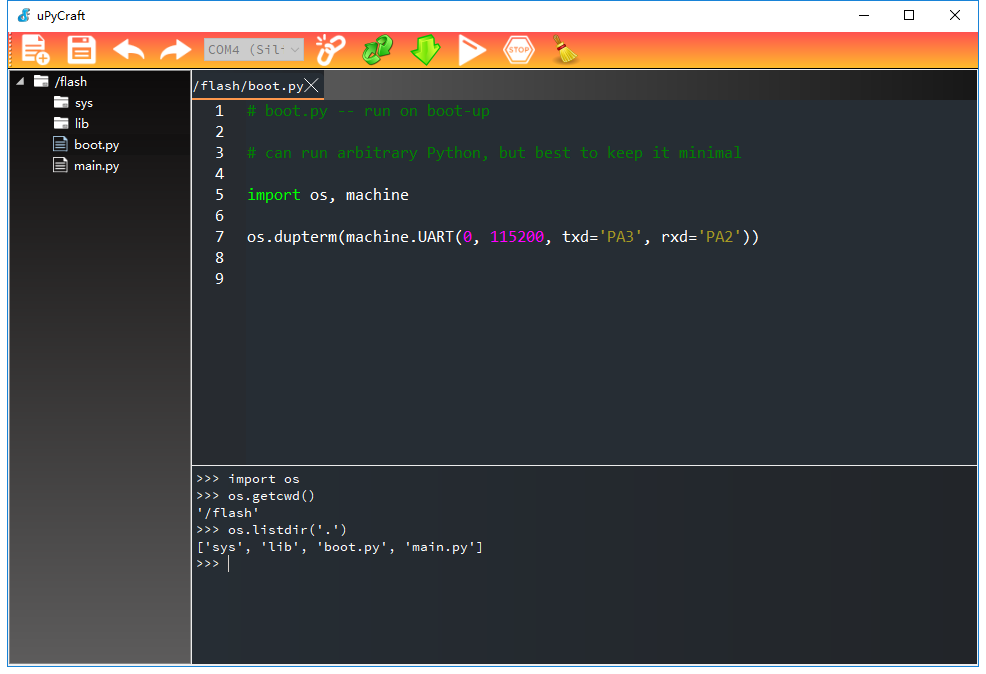 uPyCraft
COM4 (Sil-
STOP
/flash
sys
lib
boot.py
main.py
/flash/boot.py
1 # boot.py -- run on boot-up
2
3 # can run arbitrary Python, but best to keep it minimal
4
5 import os, machine
6
7 os.dupterm(machine.UART(0, 115200, txd='PA3', rxd='PA2'))
8
9
>>> import os
>>> os.getcwd()
'/flash'
>>> os.listdir('.')
['sys', 'lib', 'boot.py', 'main.py']
>>>